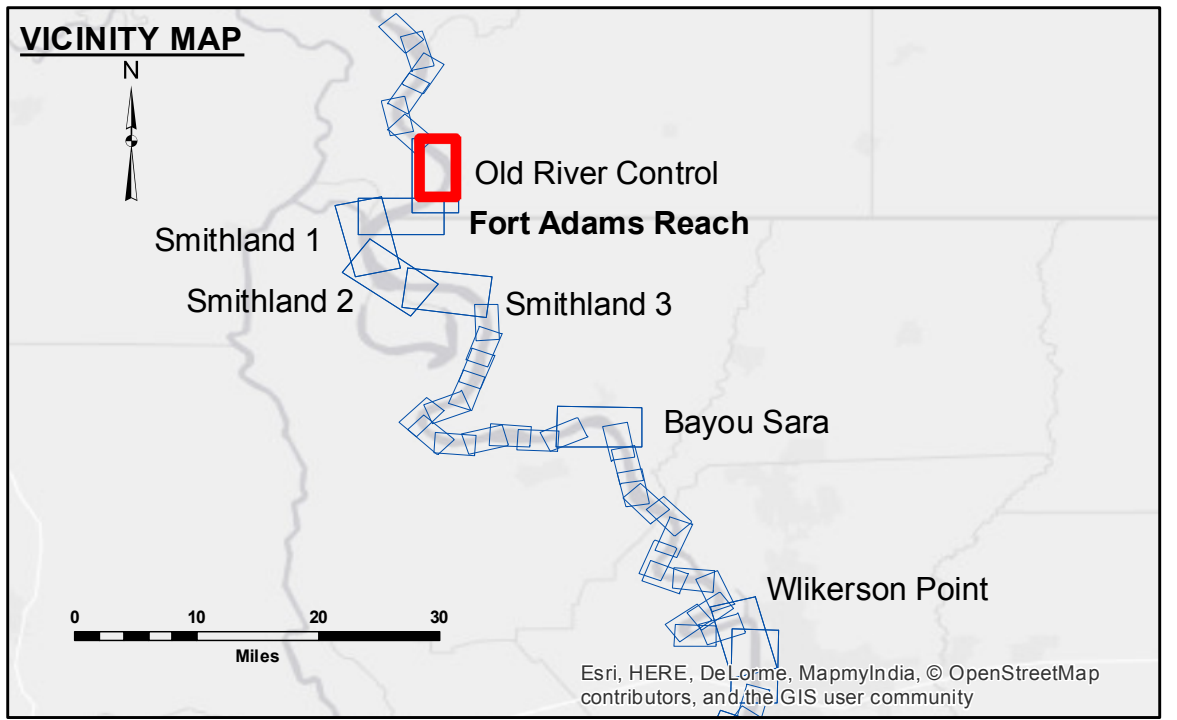 VICINITY MAP
N
Old River Control
Fort Adams Reach
Smithland 1
Smithland 2
Smithland 3
Bayou Sara
Wlikerson Point
0 10 20 30
Miles
Esri, HERE, DeLorme, MapmyIndia, © OpenStreetMap
contributors, and the GIS user community